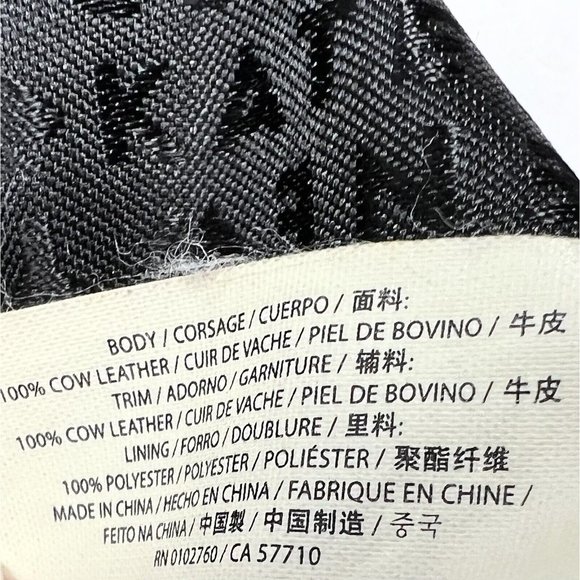 KAT
BODY / CORSAGE / CUERPO / 面料:
100% COW LEATHER / CUIR DE VACHE / PIEL DE BOVINO / 牛皮
TRIM / ADORNO / GARNITURE / 辅料:
100% COW LEATHER / CUIR DE VACHE / PIEL DE BOVINO / 牛皮
LINING / FORRO / DOUBLURE / 里料:
100% POLYESTER / POLYESTER / POLIÉSTER / 聚酯纤维
MADE IN CHINA / HECHO EN CHINA / FABRIQUE EN CHINE /
FEITO NA CHINA / 中国製 / 中国制造 / 중국
RN 0102760 / CA 57710